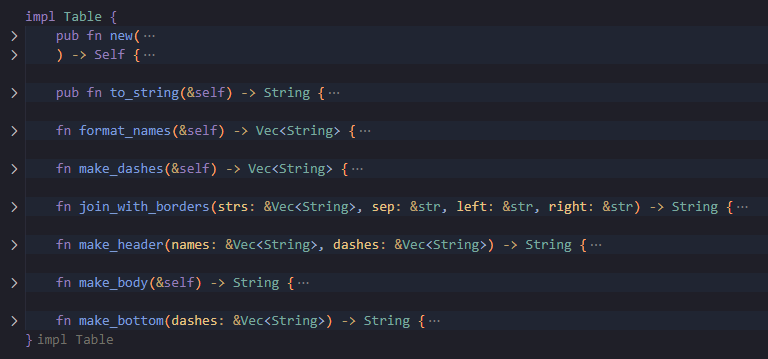 impl Table {
pub fn new(⋯
) -> Self {⋯
pub fn to_string(&self) -> String {⋯
fn format_names(&self) -> Vec<String> {⋯
fn make_dashes(&self) -> Vec<String> {⋯
fn join_with_borders(strs: &Vec<String>, sep: &str, left: &str, right: &str) -> String {⋯
fn make_header(names: &Vec<String>, dashes: &Vec<String>) -> String {⋯
fn make_body(&self) -> String {⋯
fn make_bottom(dashes: &Vec<String>) -> String {⋯
} impl Table